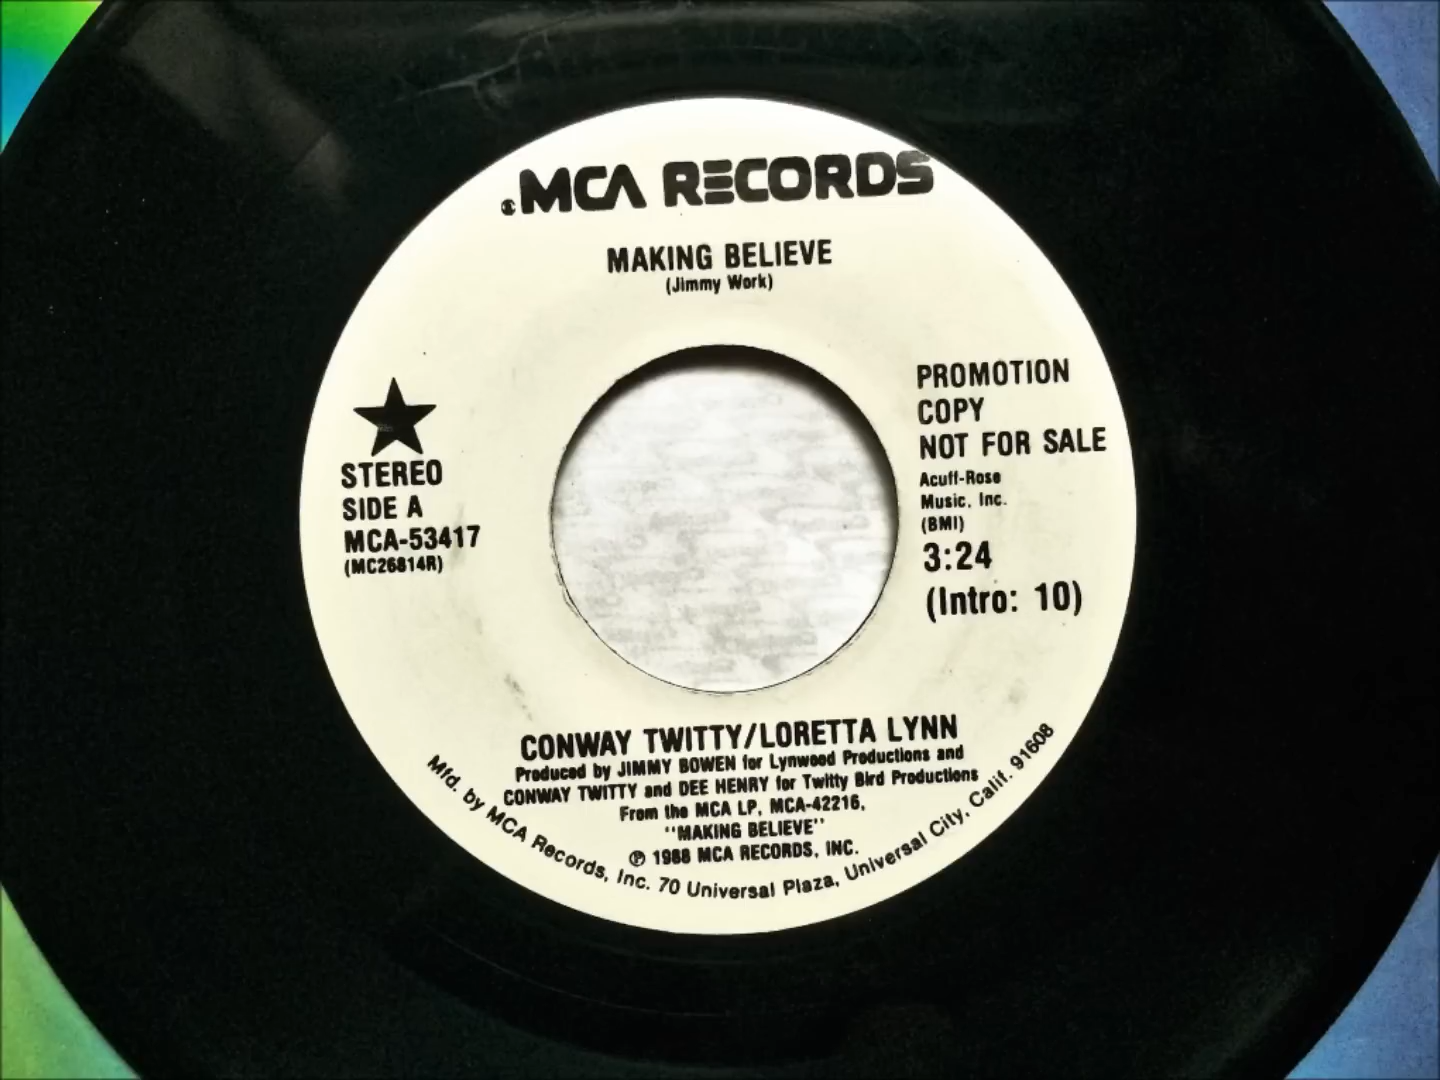 MCA RECORDS
MAKING BELIEVE
(Jimmy Work)
STEREO
SIDE A
MCA-53417
(MC26814R)
PROMOTION
COPY
NOT FOR SALE
Acuff-Rose
Music, Inc.
(BMI)
3:24
(Intro: 10)
CONWAY TWITTY/LORETTA LYNN
Produced by JIMMY BOWEN for Lynwood Productions and
CONWAY TWITTY and DEE HENRY for Twitty Bird Productions
From the MCA LP, MCA-42216,
"MAKING BELIEVE"
℗ 1988 MCA RECORDS, INC.
Mfd. by MCA Records, Inc. 70 Universal Plaza, Universal City, Calif. 91608